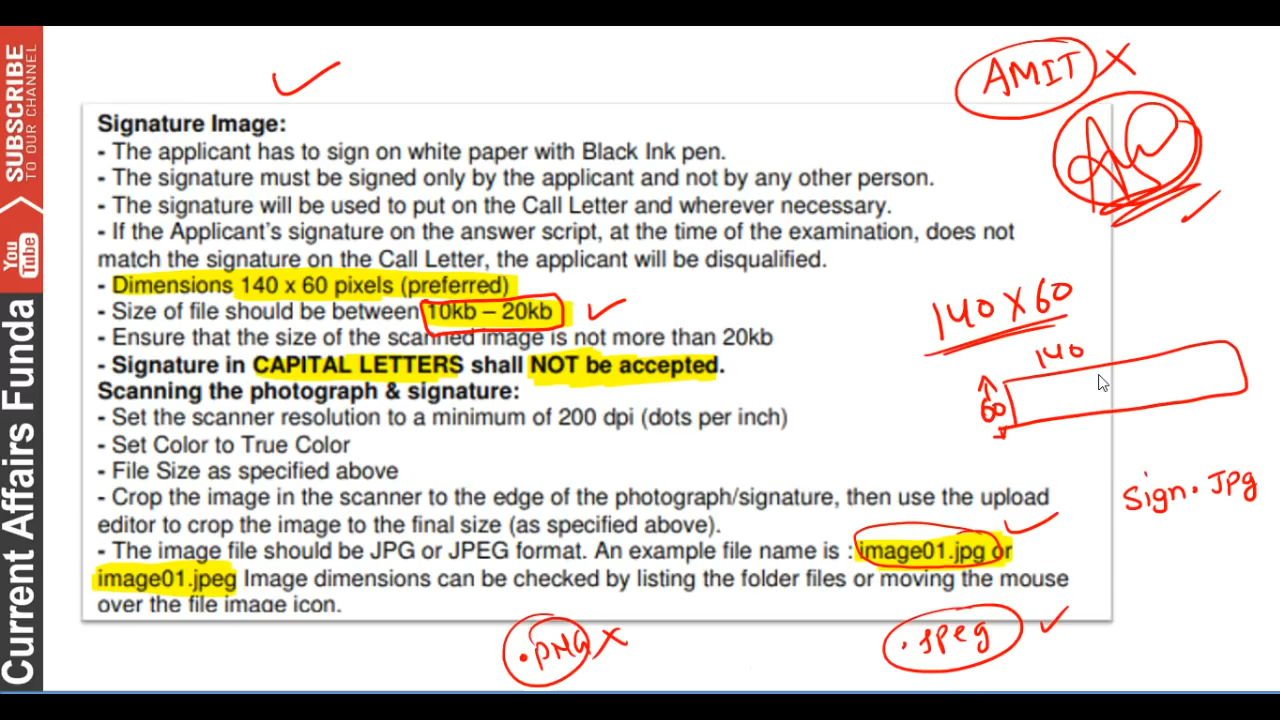 SUBSCRIBE
TO OUR CHANNEL
You
Tube
Current Affairs Funda
AMIT X
Signature Image:
- The applicant has to sign on white paper with Black Ink pen.
- The signature must be signed only by the applicant and not by any other person.
- The signature will be used to put on the Call Letter and wherever necessary.
- If the Applicant's signature on the answer script, at the time of the examination, does not
match the signature on the Call Letter, the applicant will be disqualified.
- Dimensions 140 x 60 pixels (preferred)
- Size of file should be between 10kb – 20kb
- Ensure that the size of the scanned image is not more than 20kb
- Signature in CAPITAL LETTERS shall NOT be accepted.
Scanning the photograph & signature:
- Set the scanner resolution to a minimum of 200 dpi (dots per inch)
- Set Color to True Color
- File Size as specified above
- Crop the image in the scanner to the edge of the photograph/signature, then use the upload
editor to crop the image to the final size (as specified above).
- The image file should be JPG or JPEG format. An example file name is : image01.jpg or
image01.jpeg Image dimensions can be checked by listing the folder files or moving the mouse
over the file image icon.
140 X 60
140
60
Sign. JPg
.PNG X
.JPeg